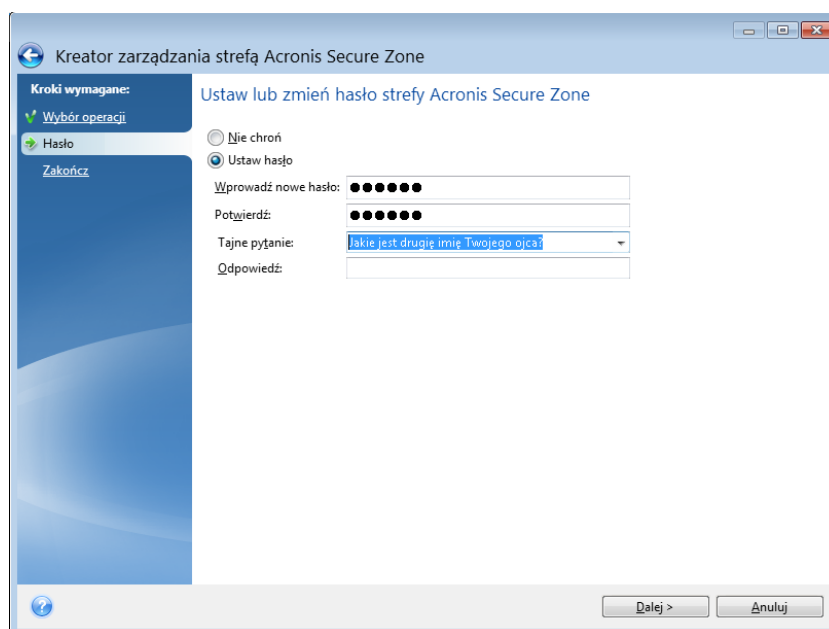 Kreator zarządzania strefą Acronis Secure Zone
Kroki wymagane:
Wybór operacji
Hasło
Zakończ
Ustaw lub zmień hasło strefy Acronis Secure Zone
Nie chroń
Ustaw hasło
Wprowadź nowe hasło: ●●●●●●
Potwierdź: ●●●●●●
Tajne pytanie: Jakie jest drugię imię Twojego ojca?
Odpowiedź:
Dalej >
Anuluj